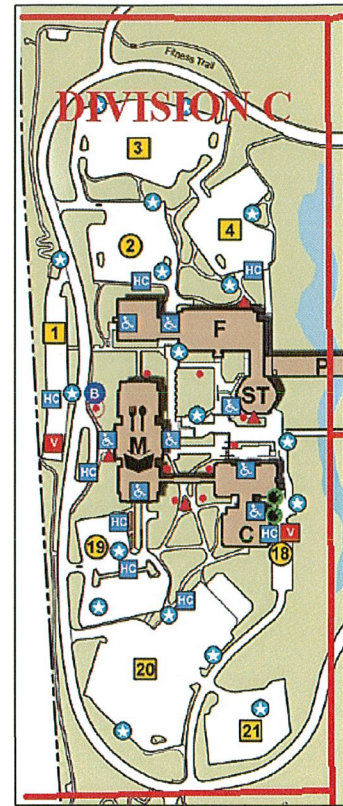 Fitness Trail
DIVISION C
3
4
2
HC
HC
1
F
P
ST
B
HC
V
M
HC
HC
19
C
HC
V
18
HC
HC
20
21